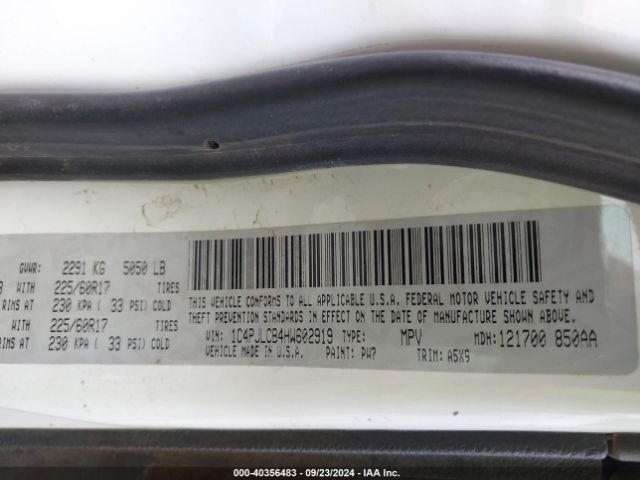 GVWR: 2291 KG 5050 LB
WITH 225/60R17 TIRES
RIMS AT 230 KPA ( 33 PSI) COLD
WITH 225/60R17 TIRES
RIMS AT 230 KPA ( 33 PSI) COLD
THIS VEHICLE CONFORMS TO ALL APPLICABLE U.S.A. FEDERAL MOTOR VEHICLE SAFETY AND
THEFT PREVENTION STANDARDS IN EFFECT ON THE DATE OF MANUFACTURE SHOWN ABOVE.
VIN: 1C4PJLCB4HW602919 TYPE: MPV MDH: 121700 850AA
VEHICLE MADE IN U.S.A. PAINT: PW7 TRIM: A5X9
000-40356483 - 09/23/2024 - IAA Inc.